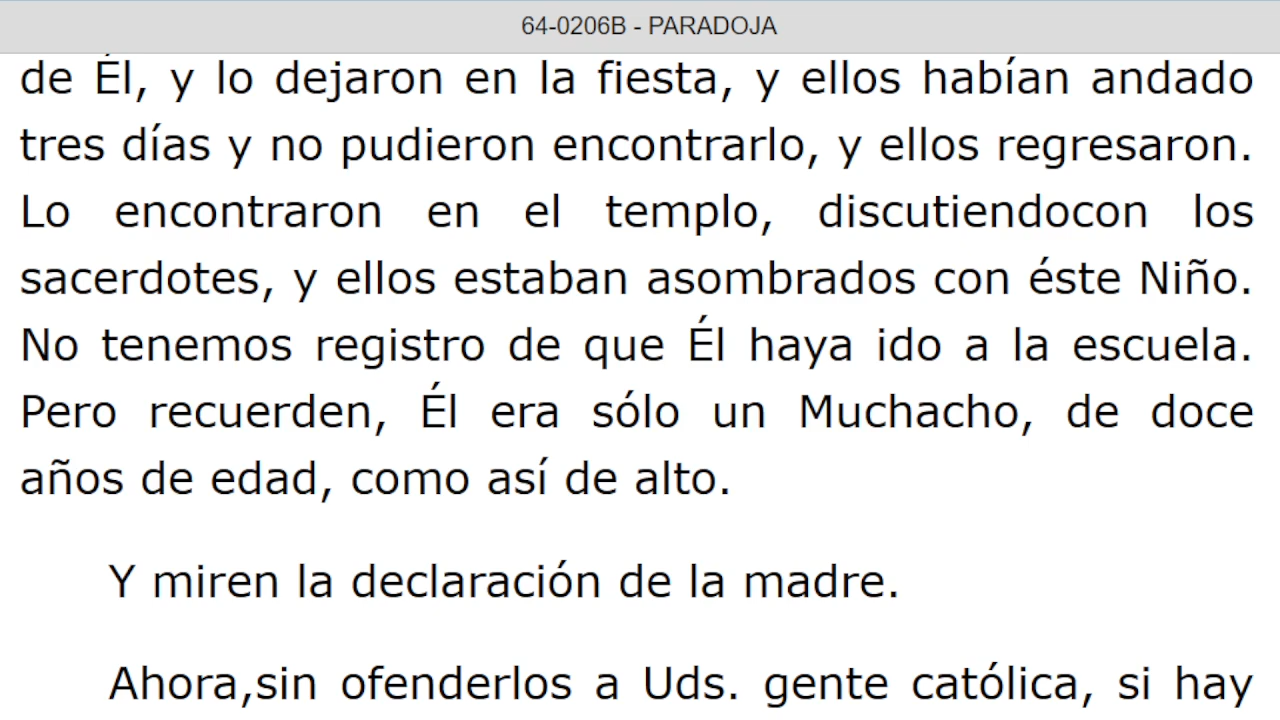 64-0206B - PARADOJA
de Él, y lo dejaron en la fiesta, y ellos habían andado
tres días y no pudieron encontrarlo, y ellos regresaron.
Lo encontraron en el templo, discutiendocon los
sacerdotes, y ellos estaban asombrados con éste Niño.
No tenemos registro de que Él haya ido a la escuela.
Pero recuerden, Él era sólo un Muchacho, de doce
años de edad, como así de alto.
Y miren la declaración de la madre.
Ahora,sin ofenderlos a Uds. gente católica, si hay